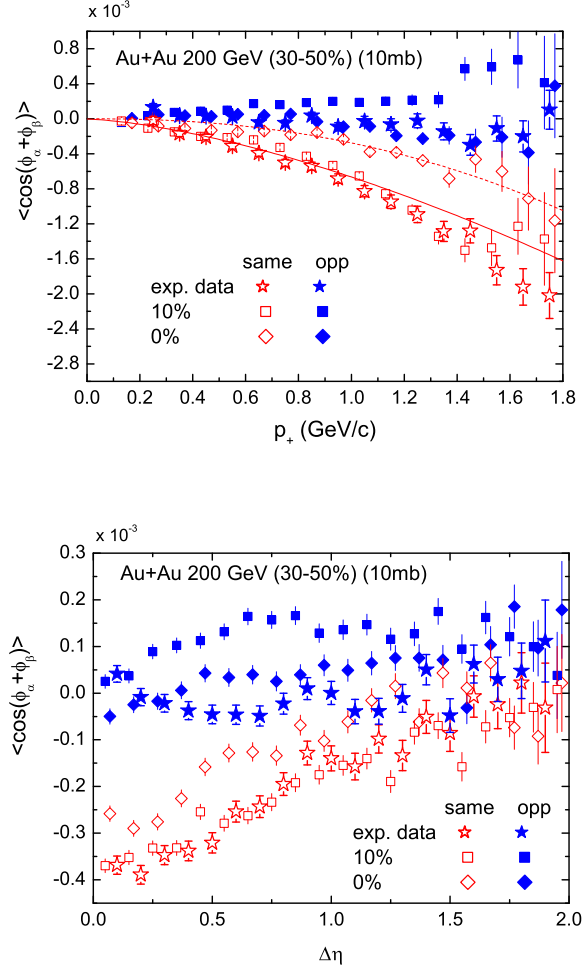 x 10⁻³
Au+Au 200 GeV (30-50%) (10mb)
0.8
0.4
0.0
-0.4
-0.8
-1.2
-1.6
-2.0
-2.4
-2.8
<cos(ϕα+ϕβ)>
same opp
exp. data
10%
0%
0.0 0.2 0.4 0.6 0.8 1.0 1.2 1.4 1.6 1.8
p₊ (GeV/c)
x 10⁻³
Au+Au 200 GeV (30-50%) (10mb)
0.3
0.2
0.1
0.0
-0.1
-0.2
-0.3
-0.4
<cos(ϕα+ϕβ)>
same opp
exp. data
10%
0%
0.0 0.5 1.0 1.5 2.0
Δη